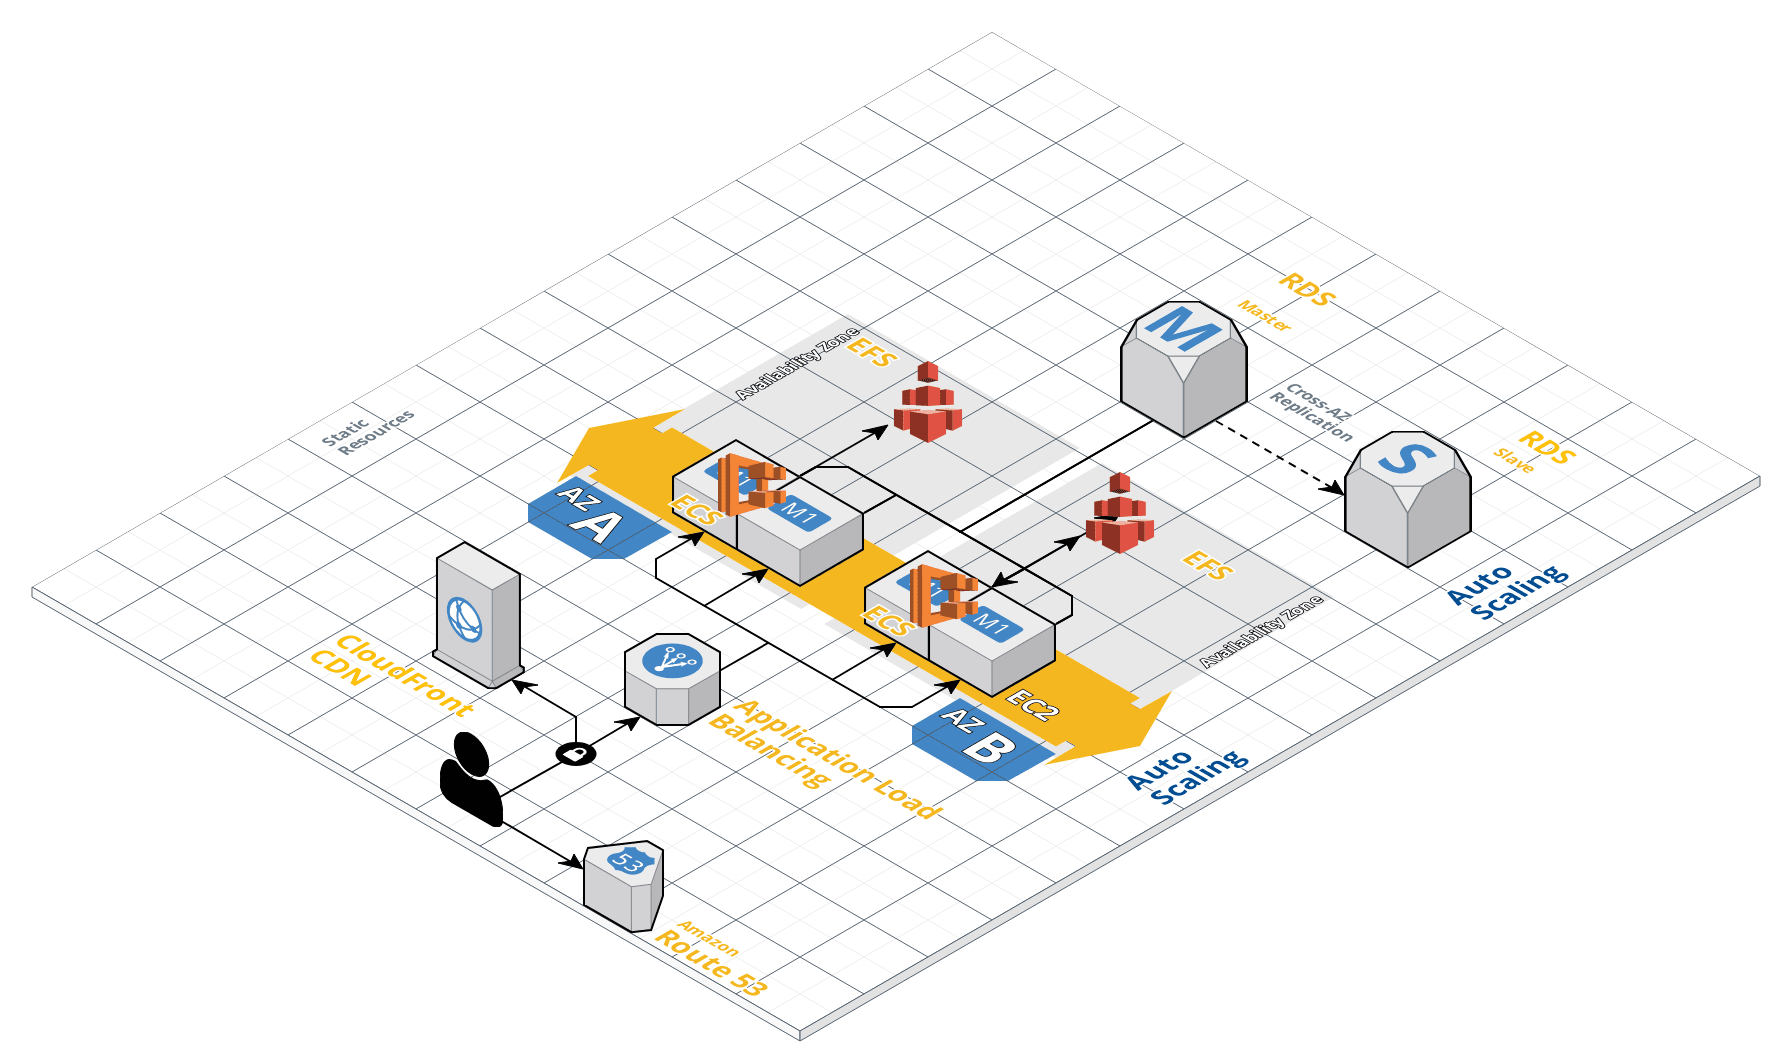 RDS
Master
Availability Zone
EFS
M
Cross-AZ
Replication
S
RDS
Slave
Static
Resources
AZ A
ECS
M1
EFS
Auto
Scaling
Availability Zone
ECS
M1
EC2
AZ B
CloudFront
CDN
Application Load
Balancing
Auto
Scaling
53
Amazon
Route 53